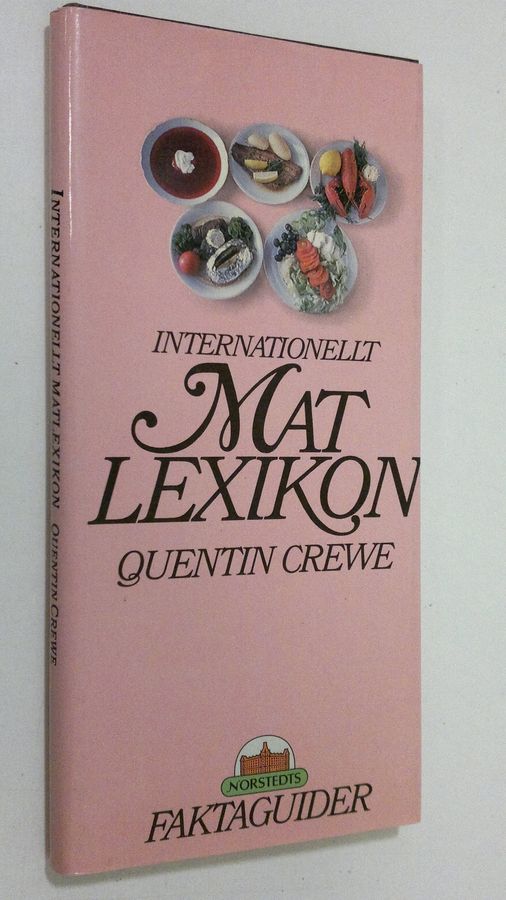 INTERNATIONELLT MATLEXIKON QUENTIN CREWE
INTERNATIONELLT
MAT
LEXIKON
QUENTIN CREWE
NORSTEDTS
FAKTAGUIDER